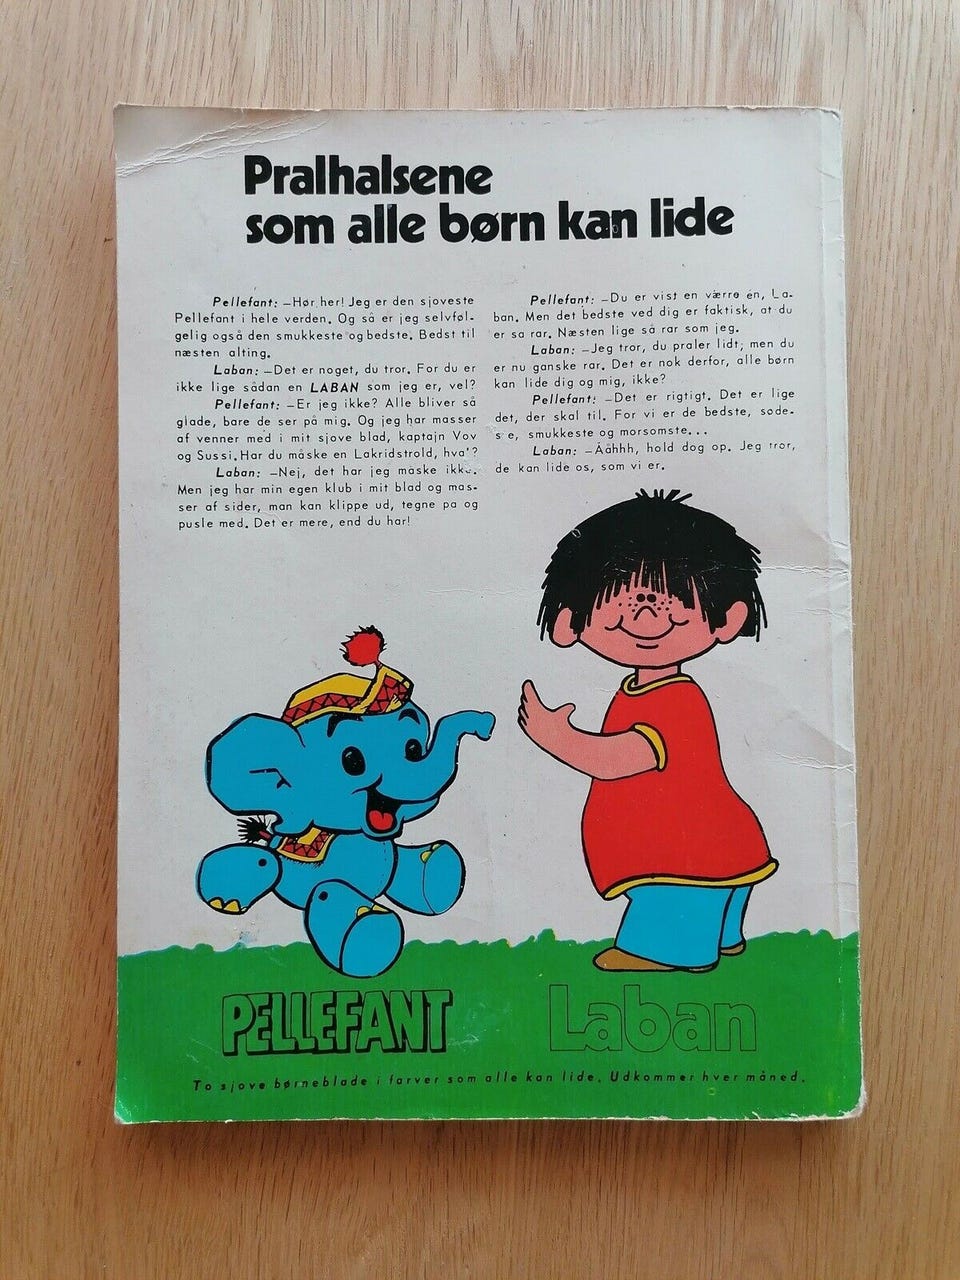 Pralhalsene
som alle børn kan lide
Pellefant: —Hør her! Jeg er den sjoveste
Pellefant i hele verden. Og så er jeg selvføl-
gelig også den smukkeste og bedste. Bedst til
næsten alting.
Laban: —Det er noget, du tror. For du er
ikke lige sådan en LABAN som jeg er, vel?
Pellefant: —Er jeg ikke? Alle bliver så
glade, bare de ser på mig. Og jeg har masser
af venner med i mit sjove blad, kaptajn Vov
og Sussi. Har du måske en Lakridstrold, hva'?
Laban: —Nej, det har jeg måske ikke.
Men jeg har min egen klub i mit blad og mas-
ser af sider, man kan klippe ud, tegne på og
pusle med. Det er mere, end du har!
Pellefant: —Du er vist en værre én, La-
ban. Men det bedste ved dig er faktisk, at du
er så rar. Næsten lige så rar som jeg.
Laban: —Jeg tror, du praler lidt; men du
er nu ganske rar. Det er nok derfor, alle børn
kan lide dig og mig, ikke?
Pellefant: —Det er rigtigt. Det er lige
det, der skal til. For vi er de bedste, søde-
ste, smukkeste og morsomste...
Laban: —Ååhhh, hold dog op. Jeg tror,
de kan lide os, som vi er.
PELLEFANT
Laban
To sjove børneblade i farver som alle kan lide. Udkommer hver måned.